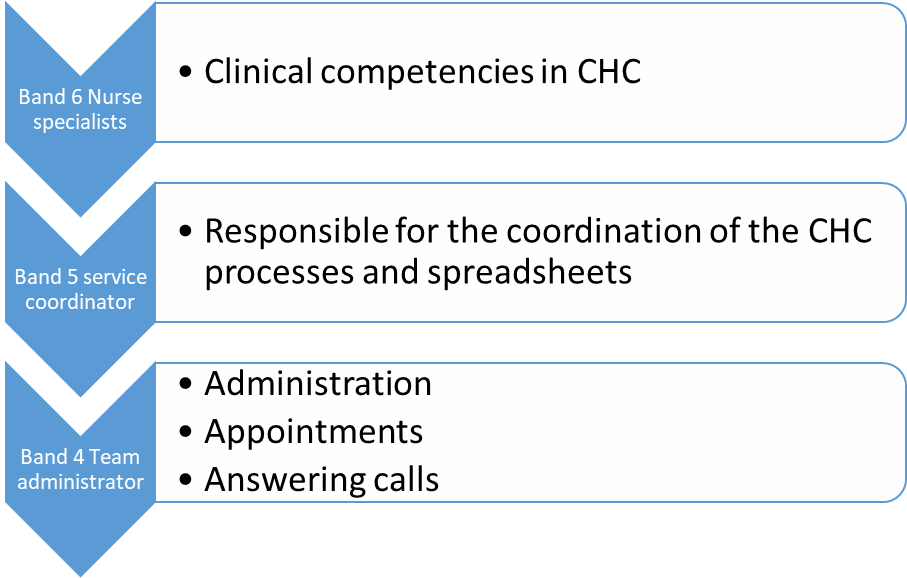 Band 6 Nurse
specialists
• Clinical competencies in CHC
Band 5 service
coordinator
• Responsible for the coordination of the CHC
processes and spreadsheets
Band 4 Team
administrator
• Administration
• Appointments
• Answering calls